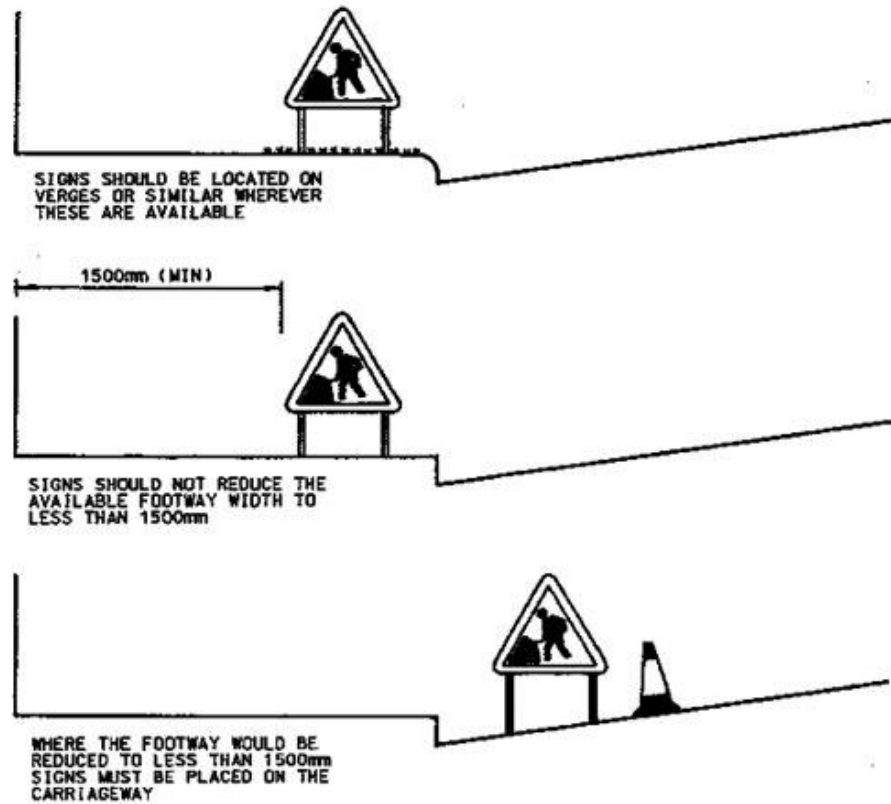 SIGNS SHOULD BE LOCATED ON
VERGES OR SIMILAR WHEREVER
THESE ARE AVAILABLE
1500mm (MIN)
SIGNS SHOULD NOT REDUCE THE
AVAILABLE FOOTWAY WIDTH TO
LESS THAN 1500mm
WHERE THE FOOTWAY WOULD BE
REDUCED TO LESS THAN 1500mm
SIGNS MUST BE PLACED ON THE
CARRIAGEWAY